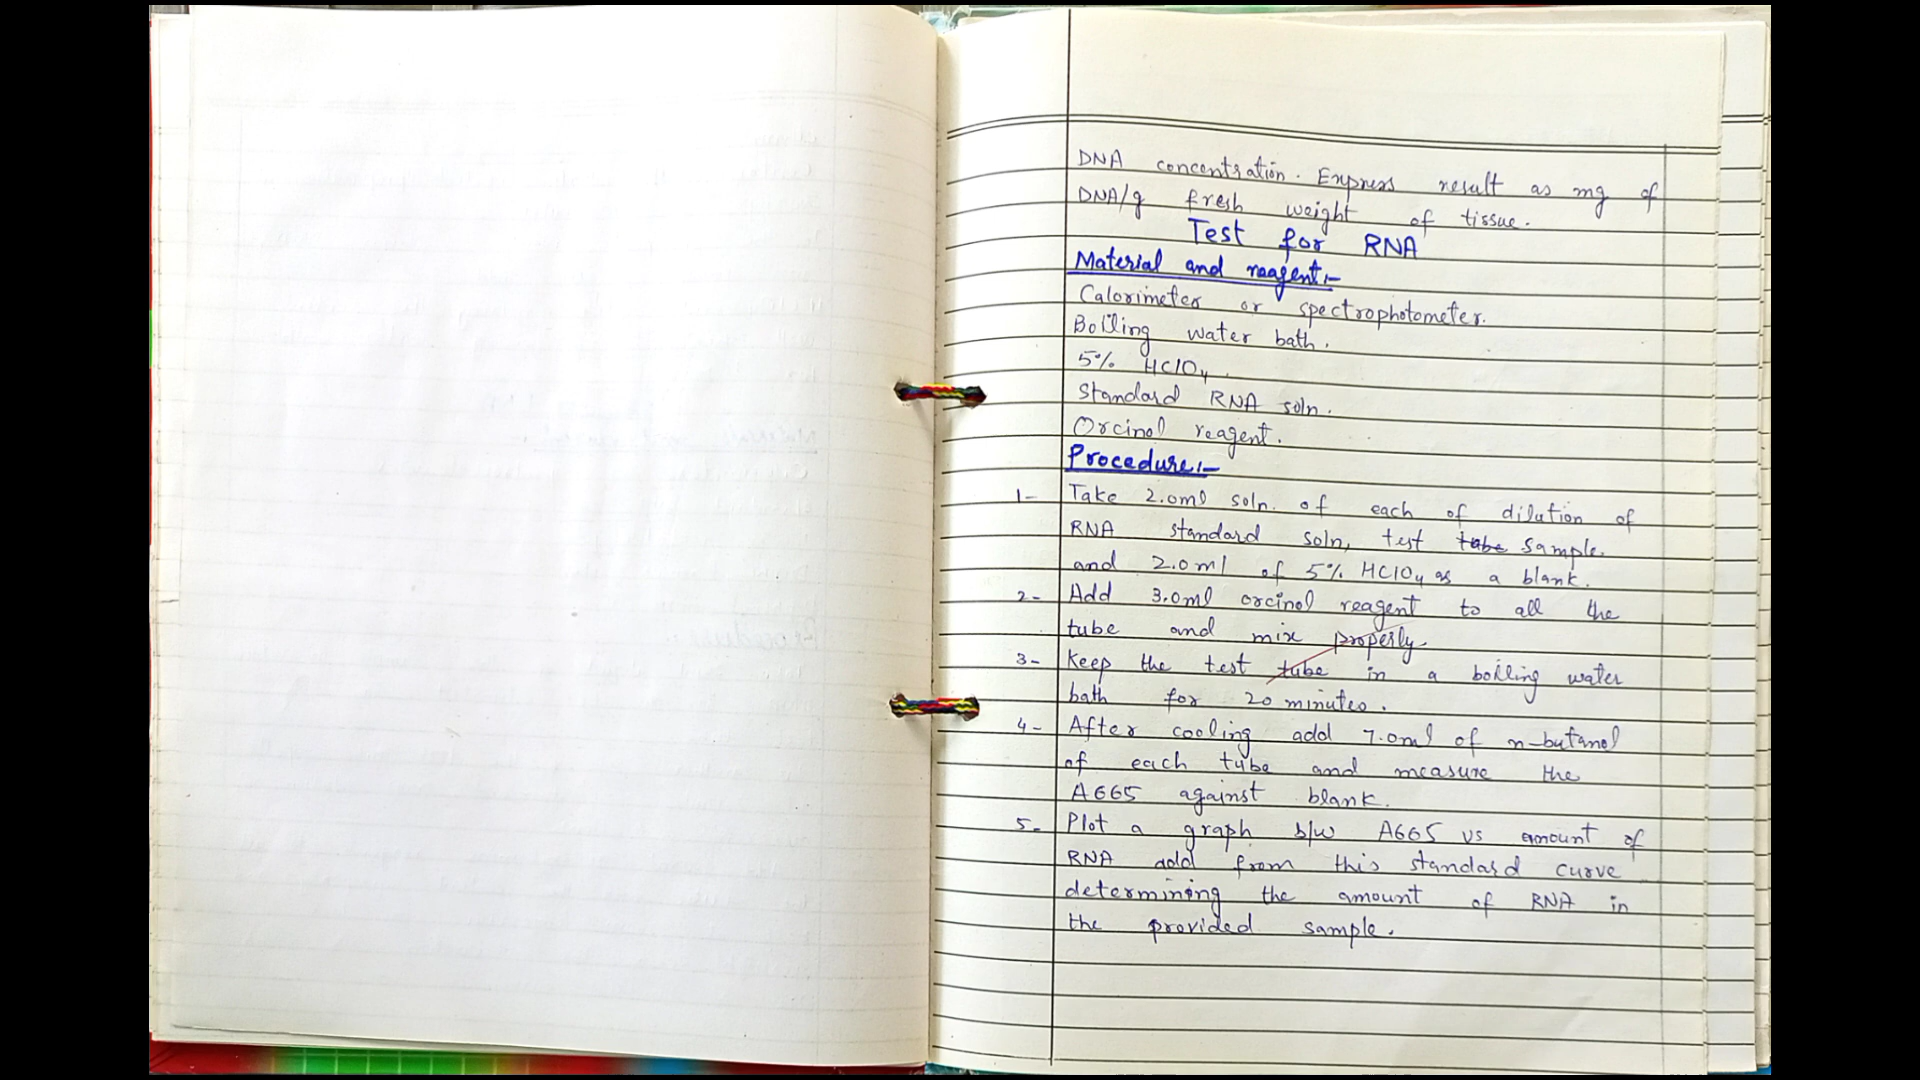 DNA concentration. Express result as mg of
DNA/g fresh weight of tissue.
Test for RNA
Material and reagent:-
Calorimeter or spectrophotometer.
Boiling water bath.
5% HClO4.
Standard RNA soln.
Orcinol reagent.
Procedure:-
1- Take 2.0ml soln. of each of dilution of
RNA standard soln, test tube sample.
and 2.0ml of 5% HClO4 as a blank.
2- Add 3.0ml orcinol reagent to all the
tube and mix properly.
3- Keep the test tube in a boiling water
bath for 20 minutes.
4- After cooling add 7.0ml of n-butanol
of each tube and measure the
A665 against blank.
5- Plot a graph b/w A665 vs amount of
RNA add from this standard curve
determining the amount of RNA in
the provided sample.